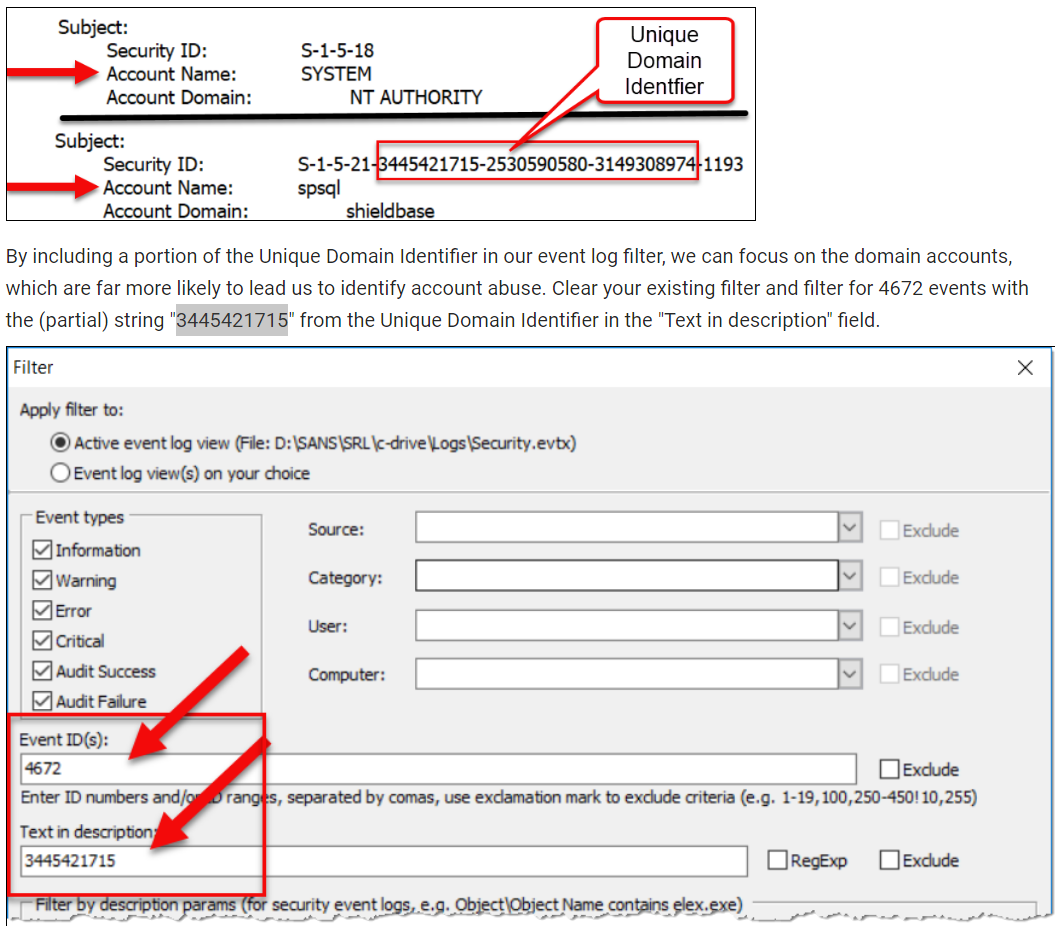 Subject:
Security ID: S-1-5-18
Account Name: SYSTEM
Account Domain: NT AUTHORITY
Unique
Domain
Identfier
Subject:
Security ID: S-1-5-21-3445421715-2530590580-3149308974-1193
Account Name: spsql
Account Domain: shieldbase
By including a portion of the Unique Domain Identifier in our event log filter, we can focus on the domain accounts,
which are far more likely to lead us to identify account abuse. Clear your existing filter and filter for 4672 events with
the (partial) string "3445421715" from the Unique Domain Identifier in the "Text in description" field.
Filter
Apply filter to:
Active event log view (File: D:\SANS\SRL\c-drive\Logs\Security.evtx)
Event log view(s) on your choice
Event types
Information
Warning
Error
Critical
Audit Success
Audit Failure
Source: Exclude
Category: Exclude
User: Exclude
Computer: Exclude
Event ID(s):
4672 Exclude
Enter ID numbers and/or ID ranges, separated by comas, use exclamation mark to exclude criteria (e.g. 1-19,100,250-450!10,255)
Text in description:
3445421715 RegExp Exclude
Filter by description params (for security event logs, e.g. Object\Object Name contains elex.exe)